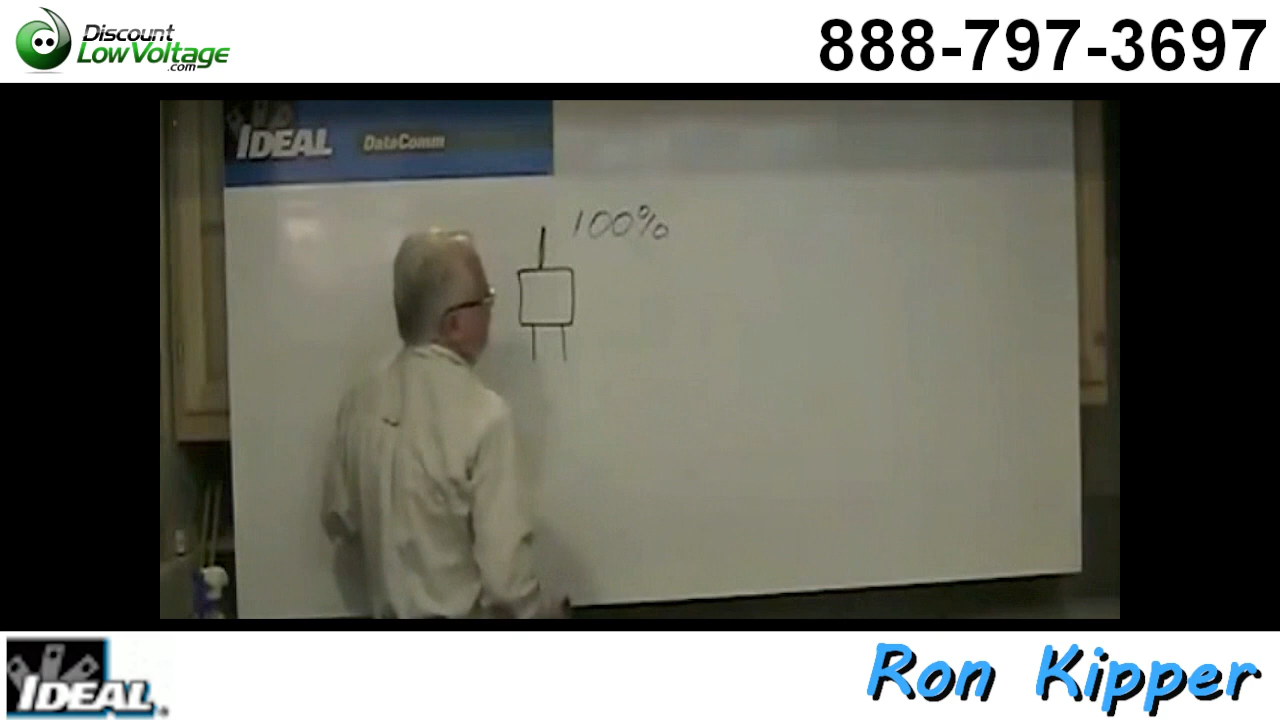 Discount
LowVoltage
.com
888-797-3697
IDEAL
DataComm
100%
IDEAL®
Ron Kipper